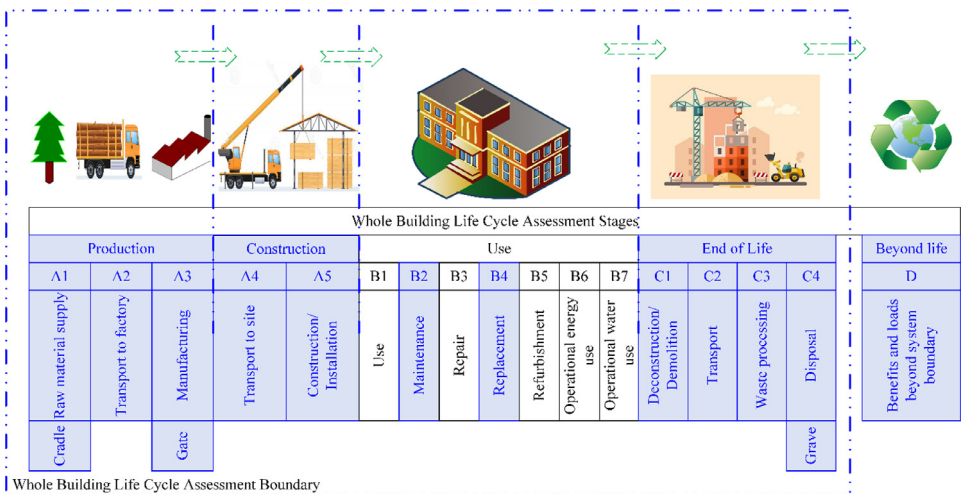 Whole Building Life Cycle Assessment Stages
Production
Construction
Use
End of Life
Beyond life
A1
A2
A3
A4
A5
B1
B2
B3
B4
B5
B6
B7
C1
C2
C3
C4
D
Raw material supply
Transport to factory
Manufacturing
Transport to site
Construction/
Installation
Use
Maintenance
Repair
Replacement
Refurbishment
Operational energy
use
Operational water
use
Deconstruction/
Demolition
Transport
Waste processing
Disposal
Benefits and loads
beyond system
boundary
Cradle
Gate
Grave
Whole Building Life Cycle Assessment Boundary